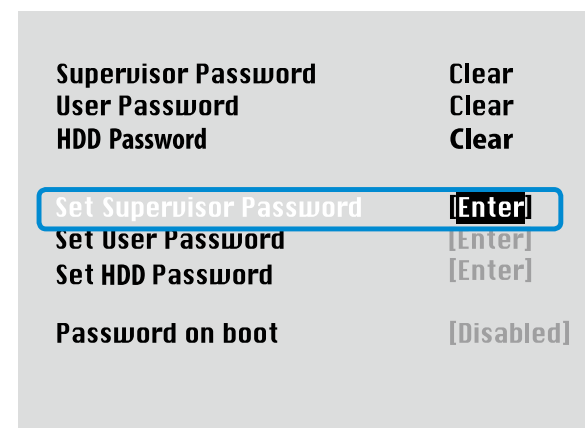 Supervisor Password Clear
User Password Clear
HDD Password Clear
Set Supervisor Password [Enter]
Set User Password [Enter]
Set HDD Password [Enter]
Password on boot [Disabled]